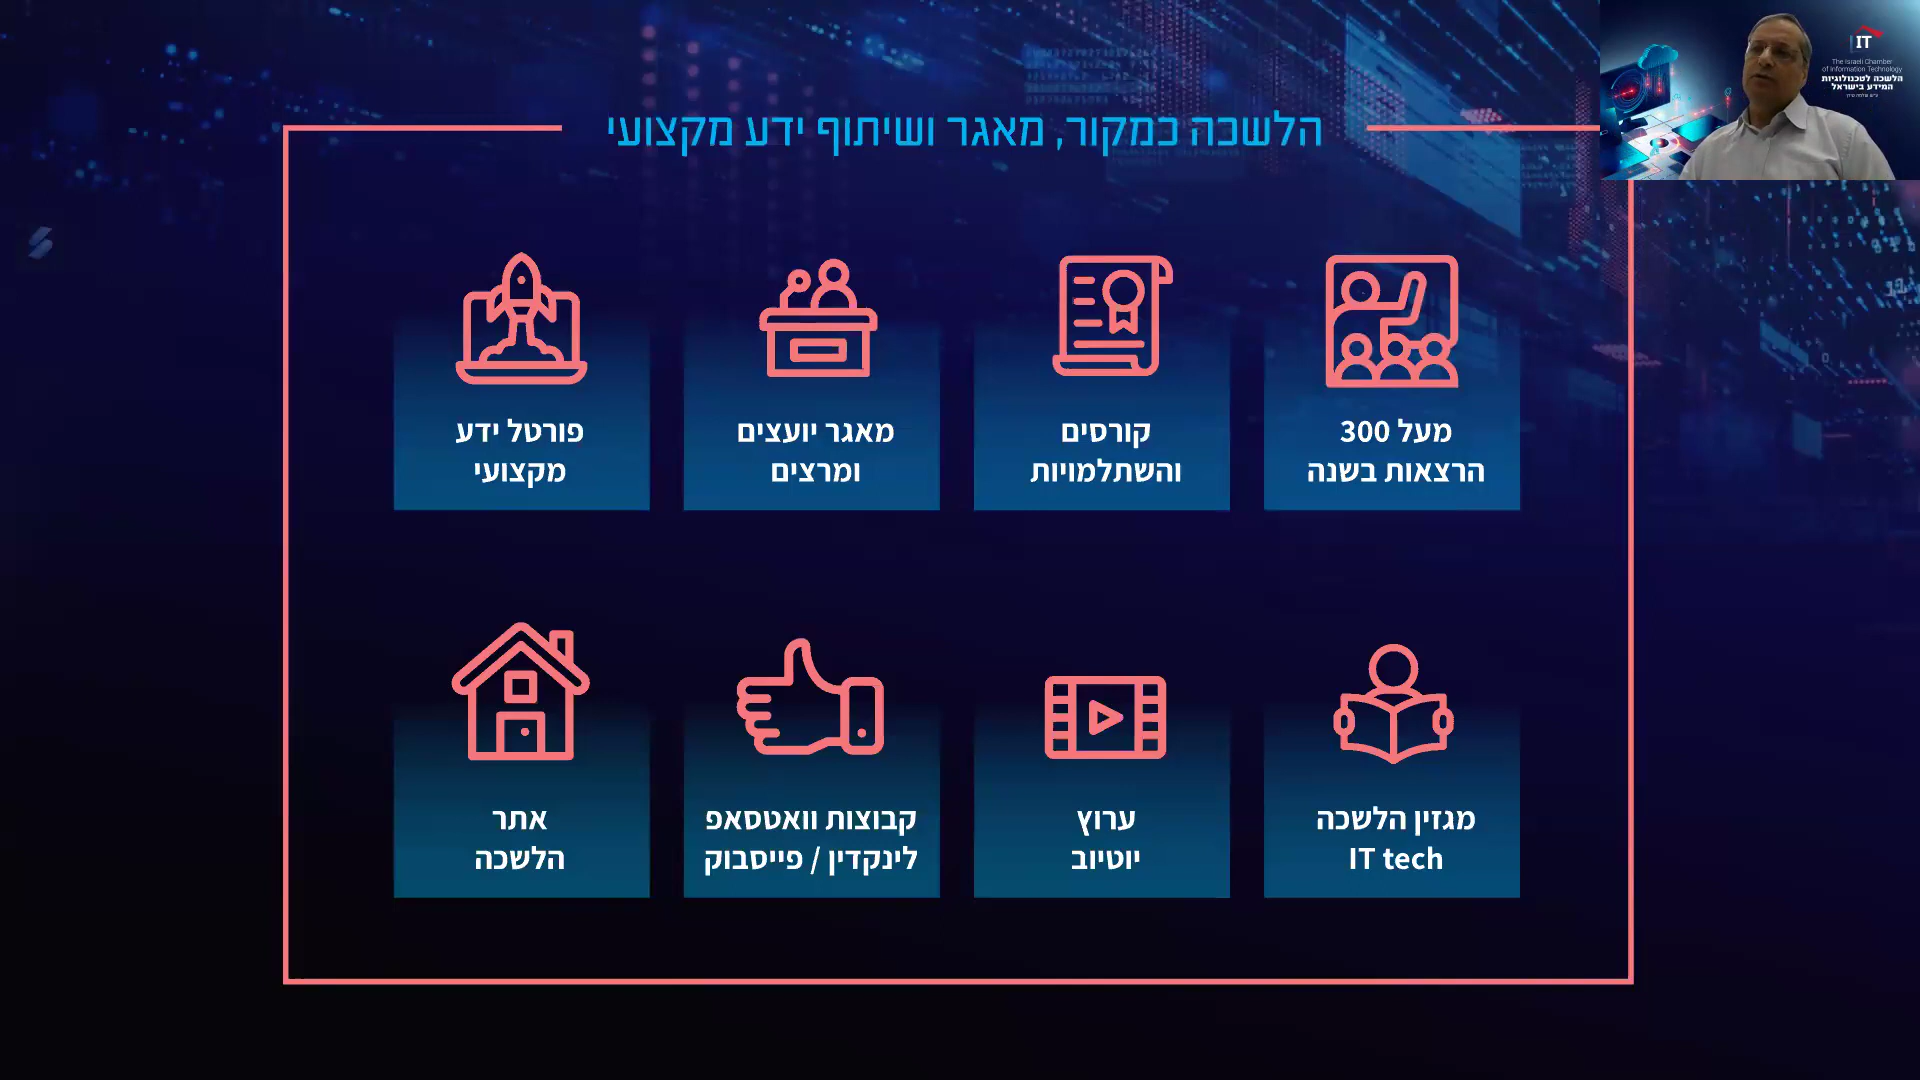 הלשכה כמקור, מאגר ושיתוף ידע מקצועי
IT
The Israeli Chamber
of Information Technology
הלשכה לטכנולוגיות
המידע בישראל
מעל 300
הרצאות בשנה
קורסים
והשתלמויות
מאגר יועצים
ומרצים
פורטל ידע
מקצועי
מגזין הלשכה
IT tech
ערוץ
יוטיוב
קבוצות וואטסאפ
לינקדין / פייסבוק
אתר
הלשכה